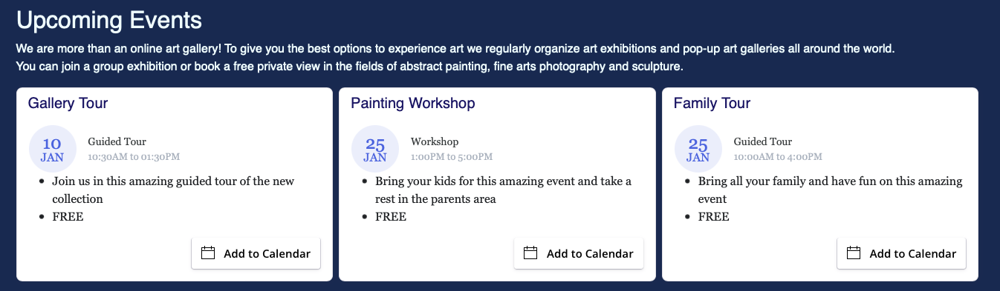 Upcoming Events
We are more than an online art gallery! To give you the best options to experience art we regularly organize art exhibitions and pop-up art galleries all around the world.
You can join a group exhibition or book a free private view in the fields of abstract painting, fine arts photography and sculpture.
Gallery Tour
10
JAN
Guided Tour
10:30AM to 01:30PM
• Join us in this amazing guided tour of the new
collection
• FREE
Add to Calendar
Painting Workshop
25
JAN
Workshop
1:00PM to 5:00PM
• Bring your kids for this amazing event and take a
rest in the parents area
• FREE
Add to Calendar
Family Tour
25
JAN
Guided Tour
10:00AM to 4:00PM
• Bring all your family and have fun on this amazing
event
• FREE
Add to Calendar